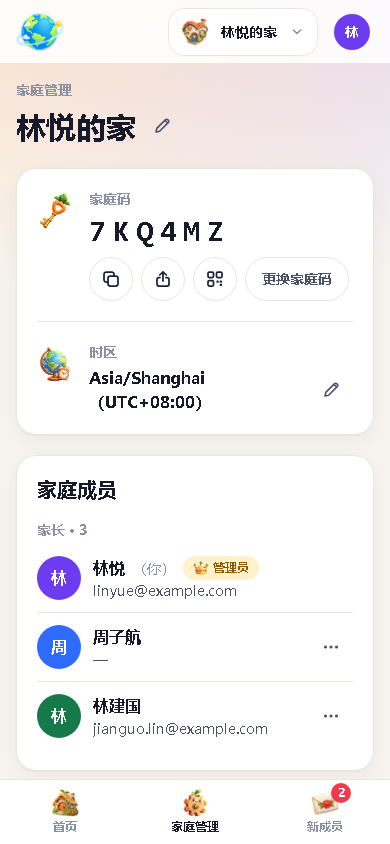 林悦的家
林
家庭管理
林悦的家
家庭码
7KQ4MZ
更换家庭码
时区
Asia/Shanghai
（UTC+08:00）
家庭成员
家长 • 3
林
林悦 （你） 管理员
linyue@example.com
周
周子航
—
林
林建国
jianguo.lin@example.com
2
首页
家庭管理
新成员